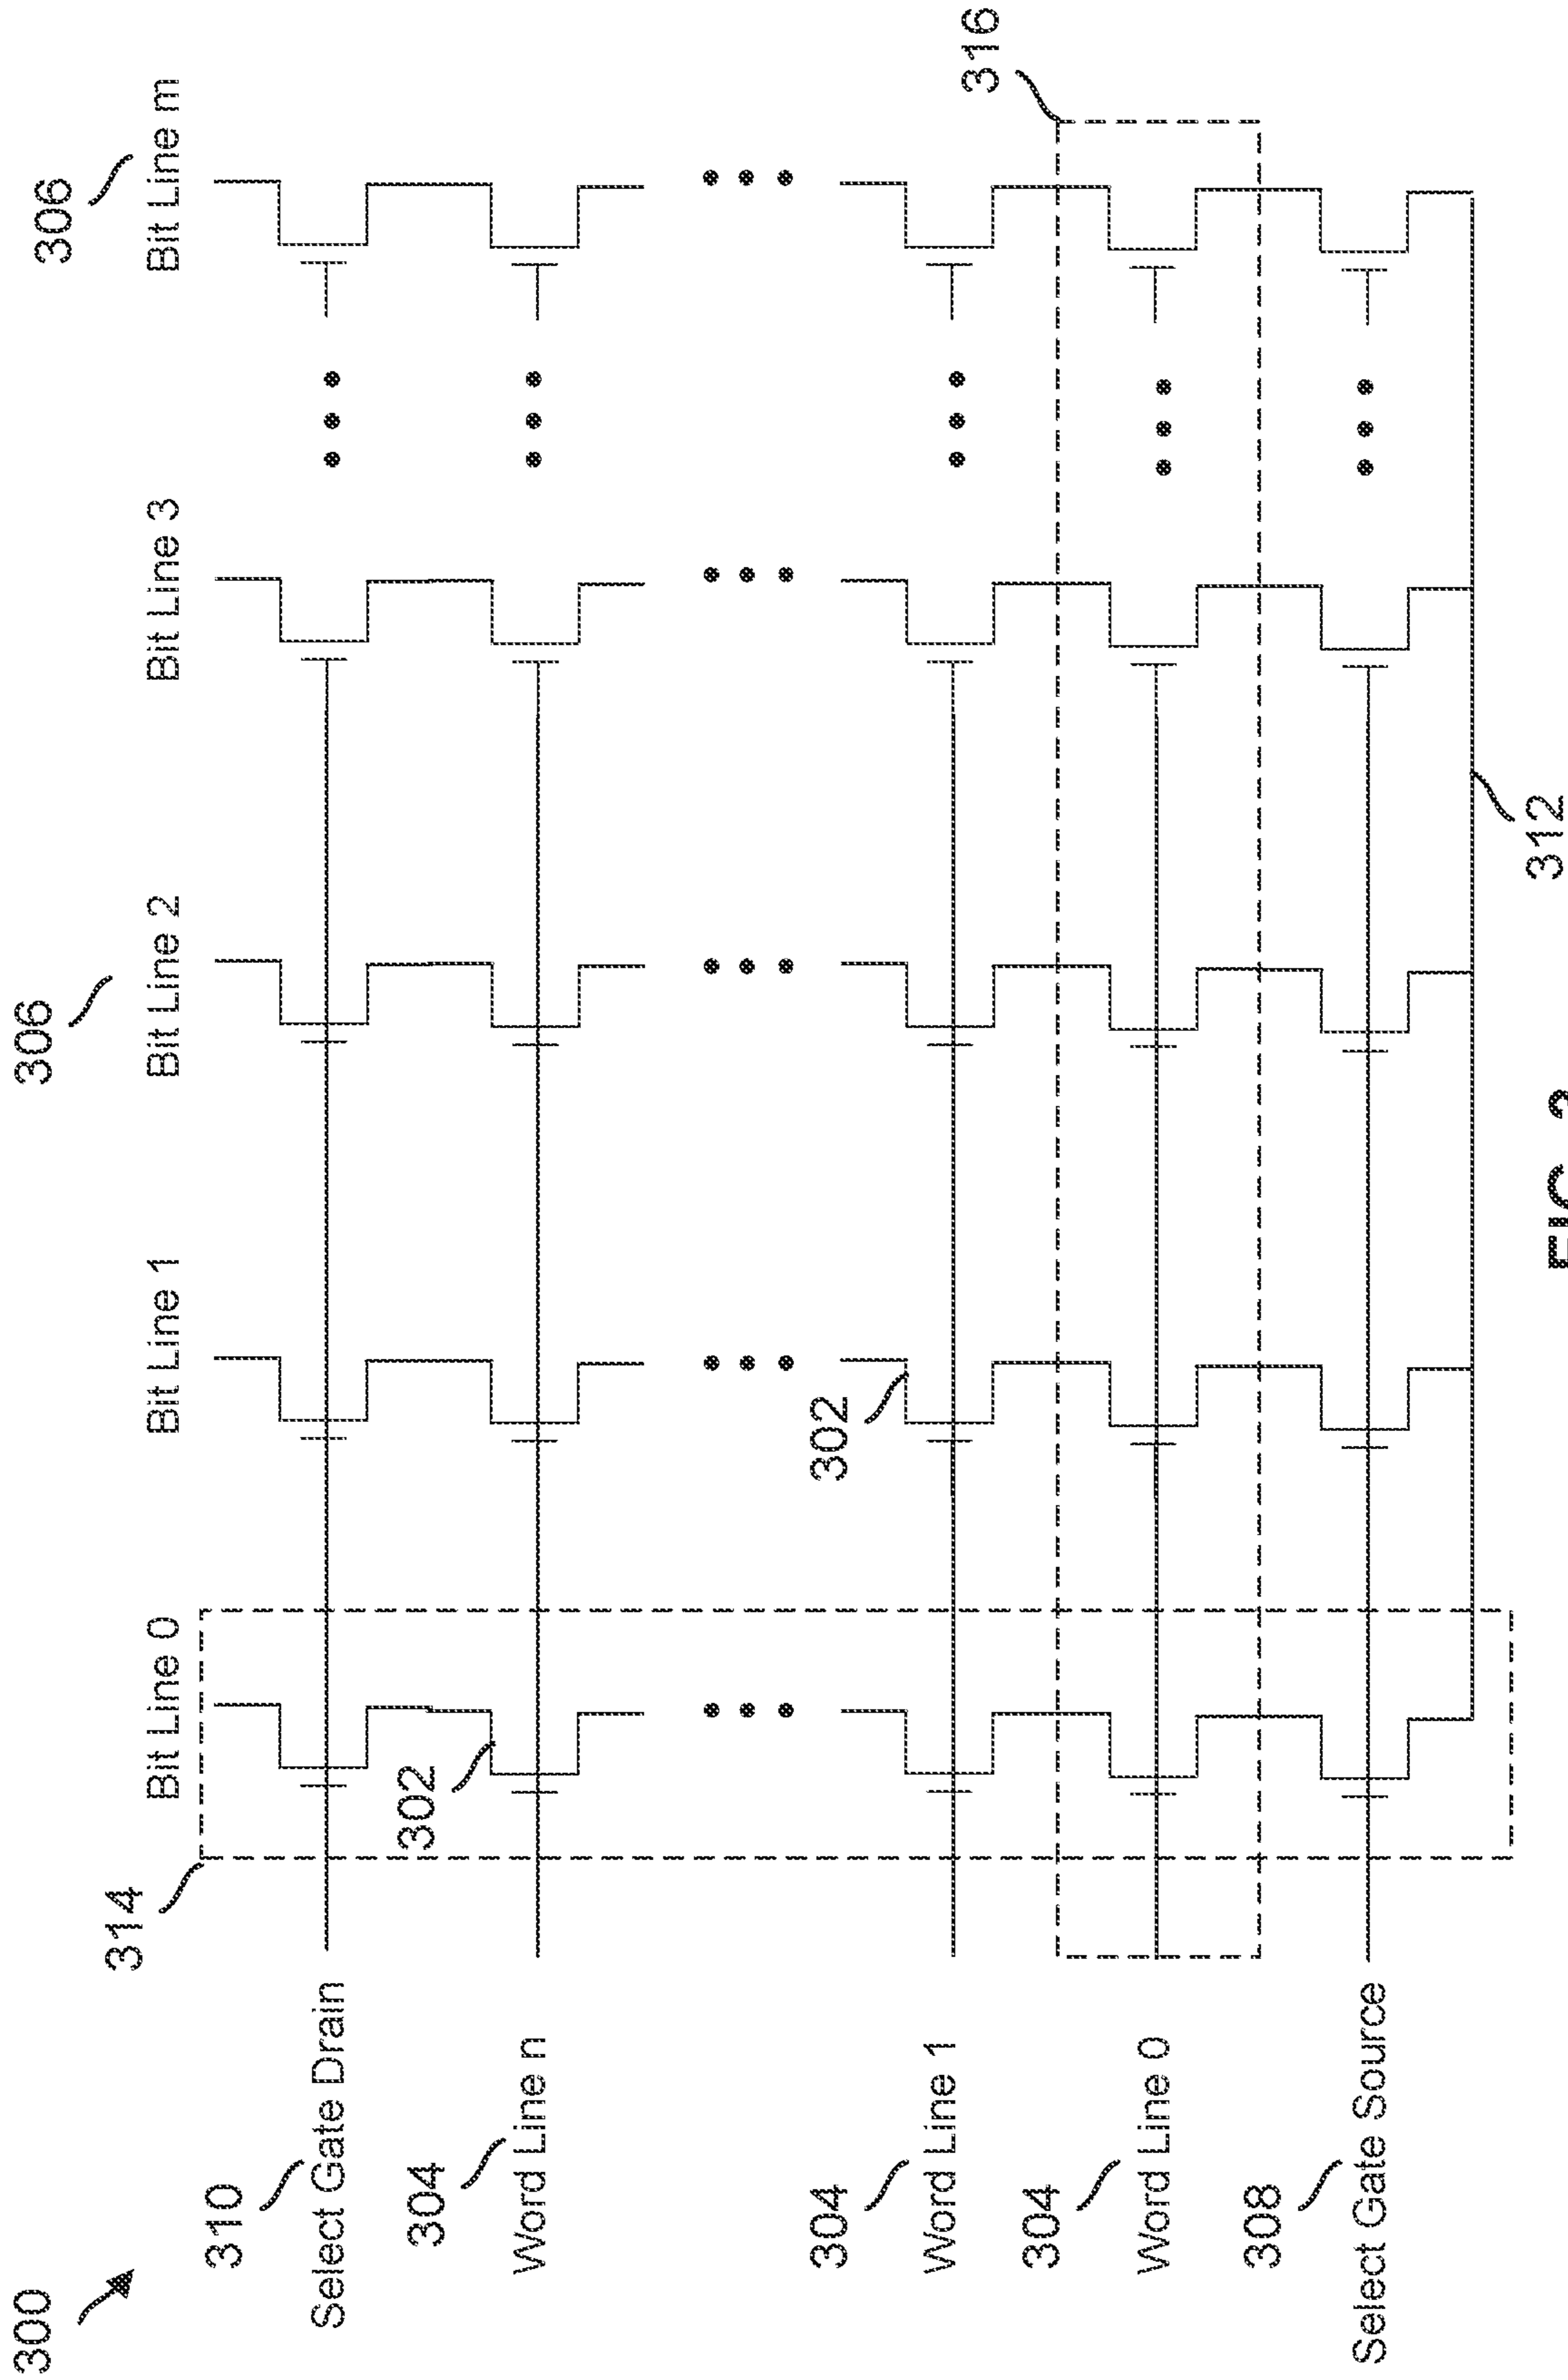 300
306
306
Bit Line 0
Bit Line 1
Bit Line 2
Bit Line 3
Bit Line m
314
310
Select Gate Drain
302
304
Word Line n
302
304
Word Line 1
316
304
Word Line 0
308
Select Gate Source
312
FIG.